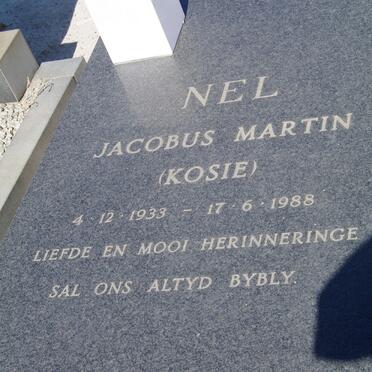 NEL
JACOBUS MARTIN
(KOSIE)
4·12·1933 – 17·6·1988
LIEFDE EN MOOI HERINNERINGE
SAL ONS ALTYD BYBLY.